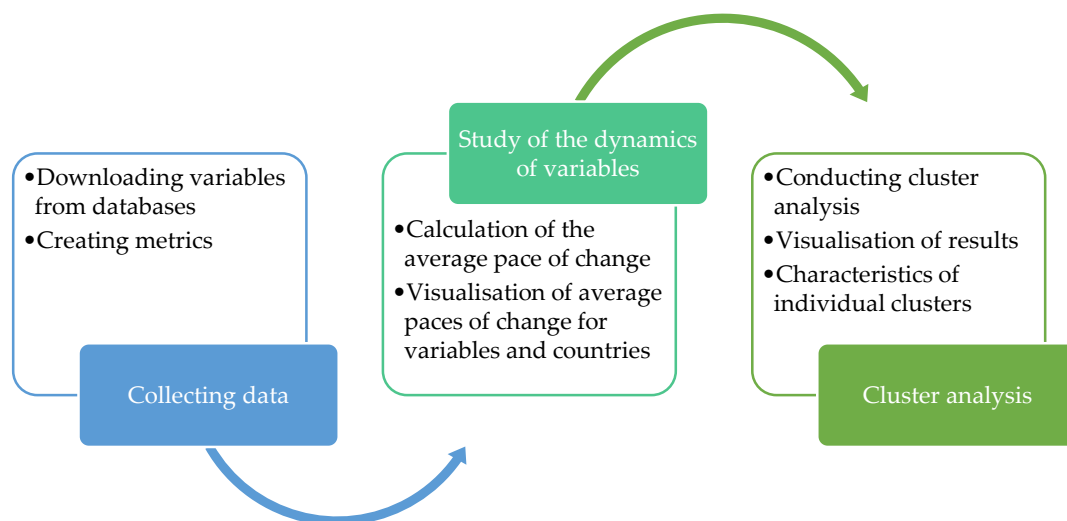 •Downloading variables
from databases
•Creating metrics
Collecting data
Study of the dynamics
of variables
•Calculation of the
average pace of change
•Visualisation of average
paces of change for
variables and countries
•Conducting cluster
analysis
•Visualisation of results
•Characteristics of
individual clusters
Cluster analysis